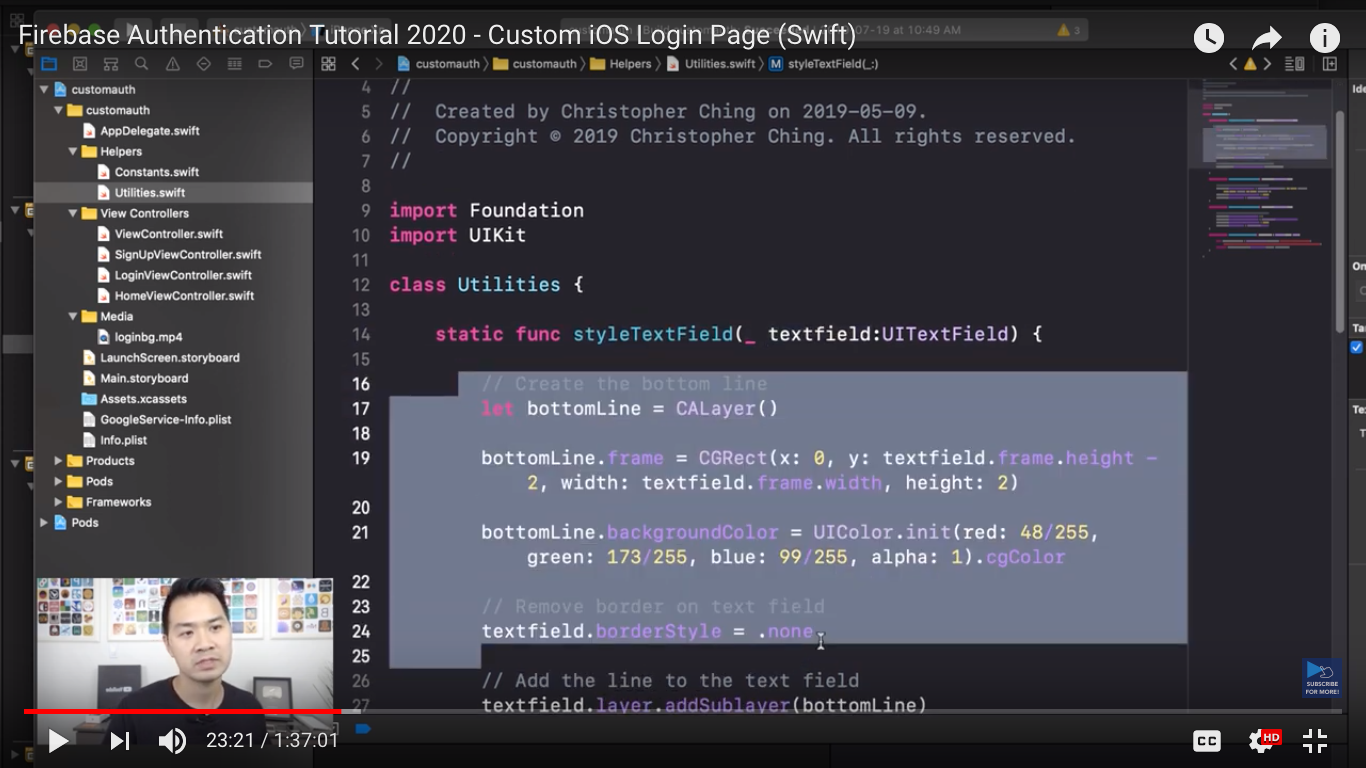 Firebase Authentication Tutorial 2020 - Custom iOS Login Page (Swift)
07-19 at 10:49 AM
3
customauth
customauth
Helpers
Utilities.swift
styleTextField(_:)
customauth
customauth
AppDelegate.swift
Helpers
Constants.swift
Utilities.swift
View Controllers
ViewController.swift
SignUpViewController.swift
LoginViewController.swift
HomeViewController.swift
Media
loginbg.mp4
LaunchScreen.storyboard
Main.storyboard
Assets.xcassets
GoogleService-Info.plist
Info.plist
Products
Pods
Frameworks
Pods
4 //
5 //  Created by Christopher Ching on 2019-05-09.
6 //  Copyright © 2019 Christopher Ching. All rights reserved.
7 //
8
9 import Foundation
10 import UIKit
11
12 class Utilities {
13
14     static func styleTextField(_ textfield:UITextField) {
15
16         // Create the bottom line
17         let bottomLine = CALayer()
18
19         bottomLine.frame = CGRect(x: 0, y: textfield.frame.height -
2, width: textfield.frame.width, height: 2)
20
21         bottomLine.backgroundColor = UIColor.init(red: 48/255,
green: 173/255, blue: 99/255, alpha: 1).cgColor
22
23         // Remove border on text field
24         textfield.borderStyle = .none
25
26         // Add the line to the text field
27         textfield.layer.addSublayer(bottomLine)
SUBSCRIBE
FOR MORE!
23:21 / 1:37:01
CC
HD